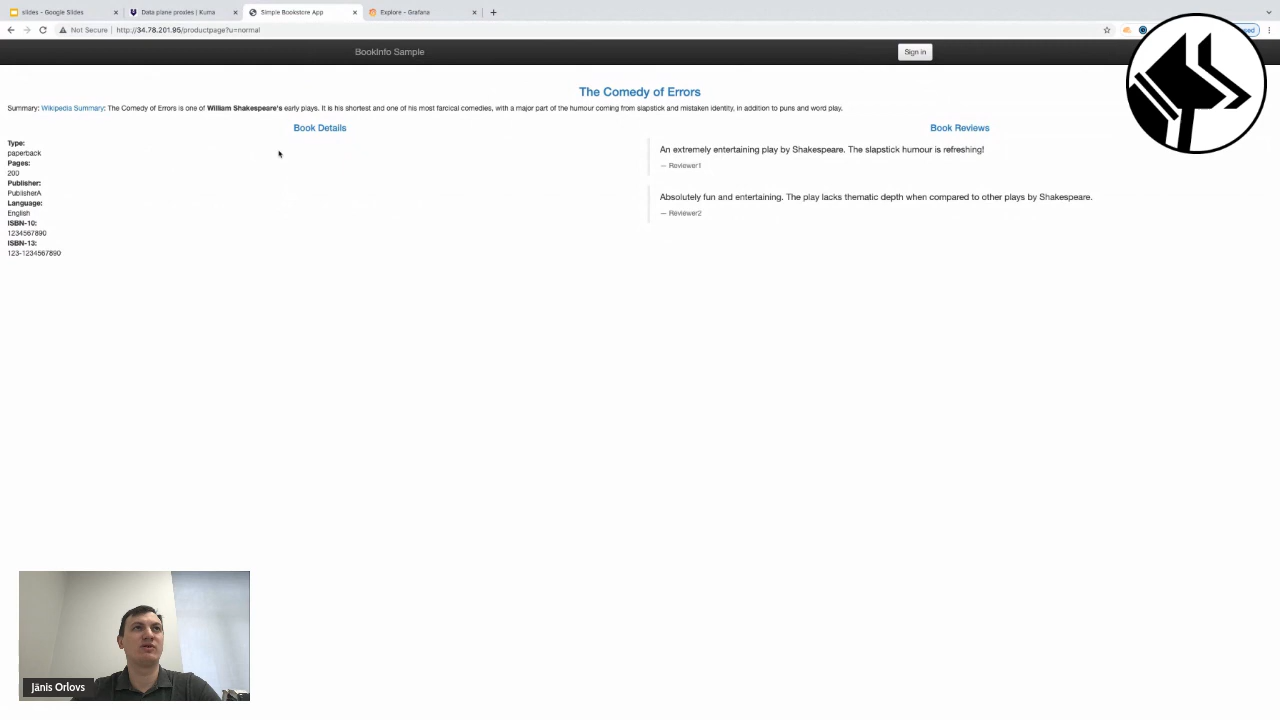 slides - Google Slides
Data plane proxies | Kuma
Simple Bookstore App
Explore - Grafana
Not Secure
http://34.78.201.95/productpage?u=normal
BookInfo Sample
Sign in
The Comedy of Errors
Summary: Wikipedia Summary: The Comedy of Errors is one of William Shakespeare's early plays. It is his shortest and one of his most farcical comedies, with a major part of the humour coming from slapstick and mistaken identity, in addition to puns and word play.
Book Details
Type:
paperback
Pages:
200
Publisher:
PublisherA
Language:
English
ISBN-10:
1234567890
ISBN-13:
123-1234567890
Book Reviews
An extremely entertaining play by Shakespeare. The slapstick humour is refreshing!
— Reviewer1
Absolutely fun and entertaining. The play lacks thematic depth when compared to other plays by Shakespeare.
— Reviewer2
Jānis Orlovs